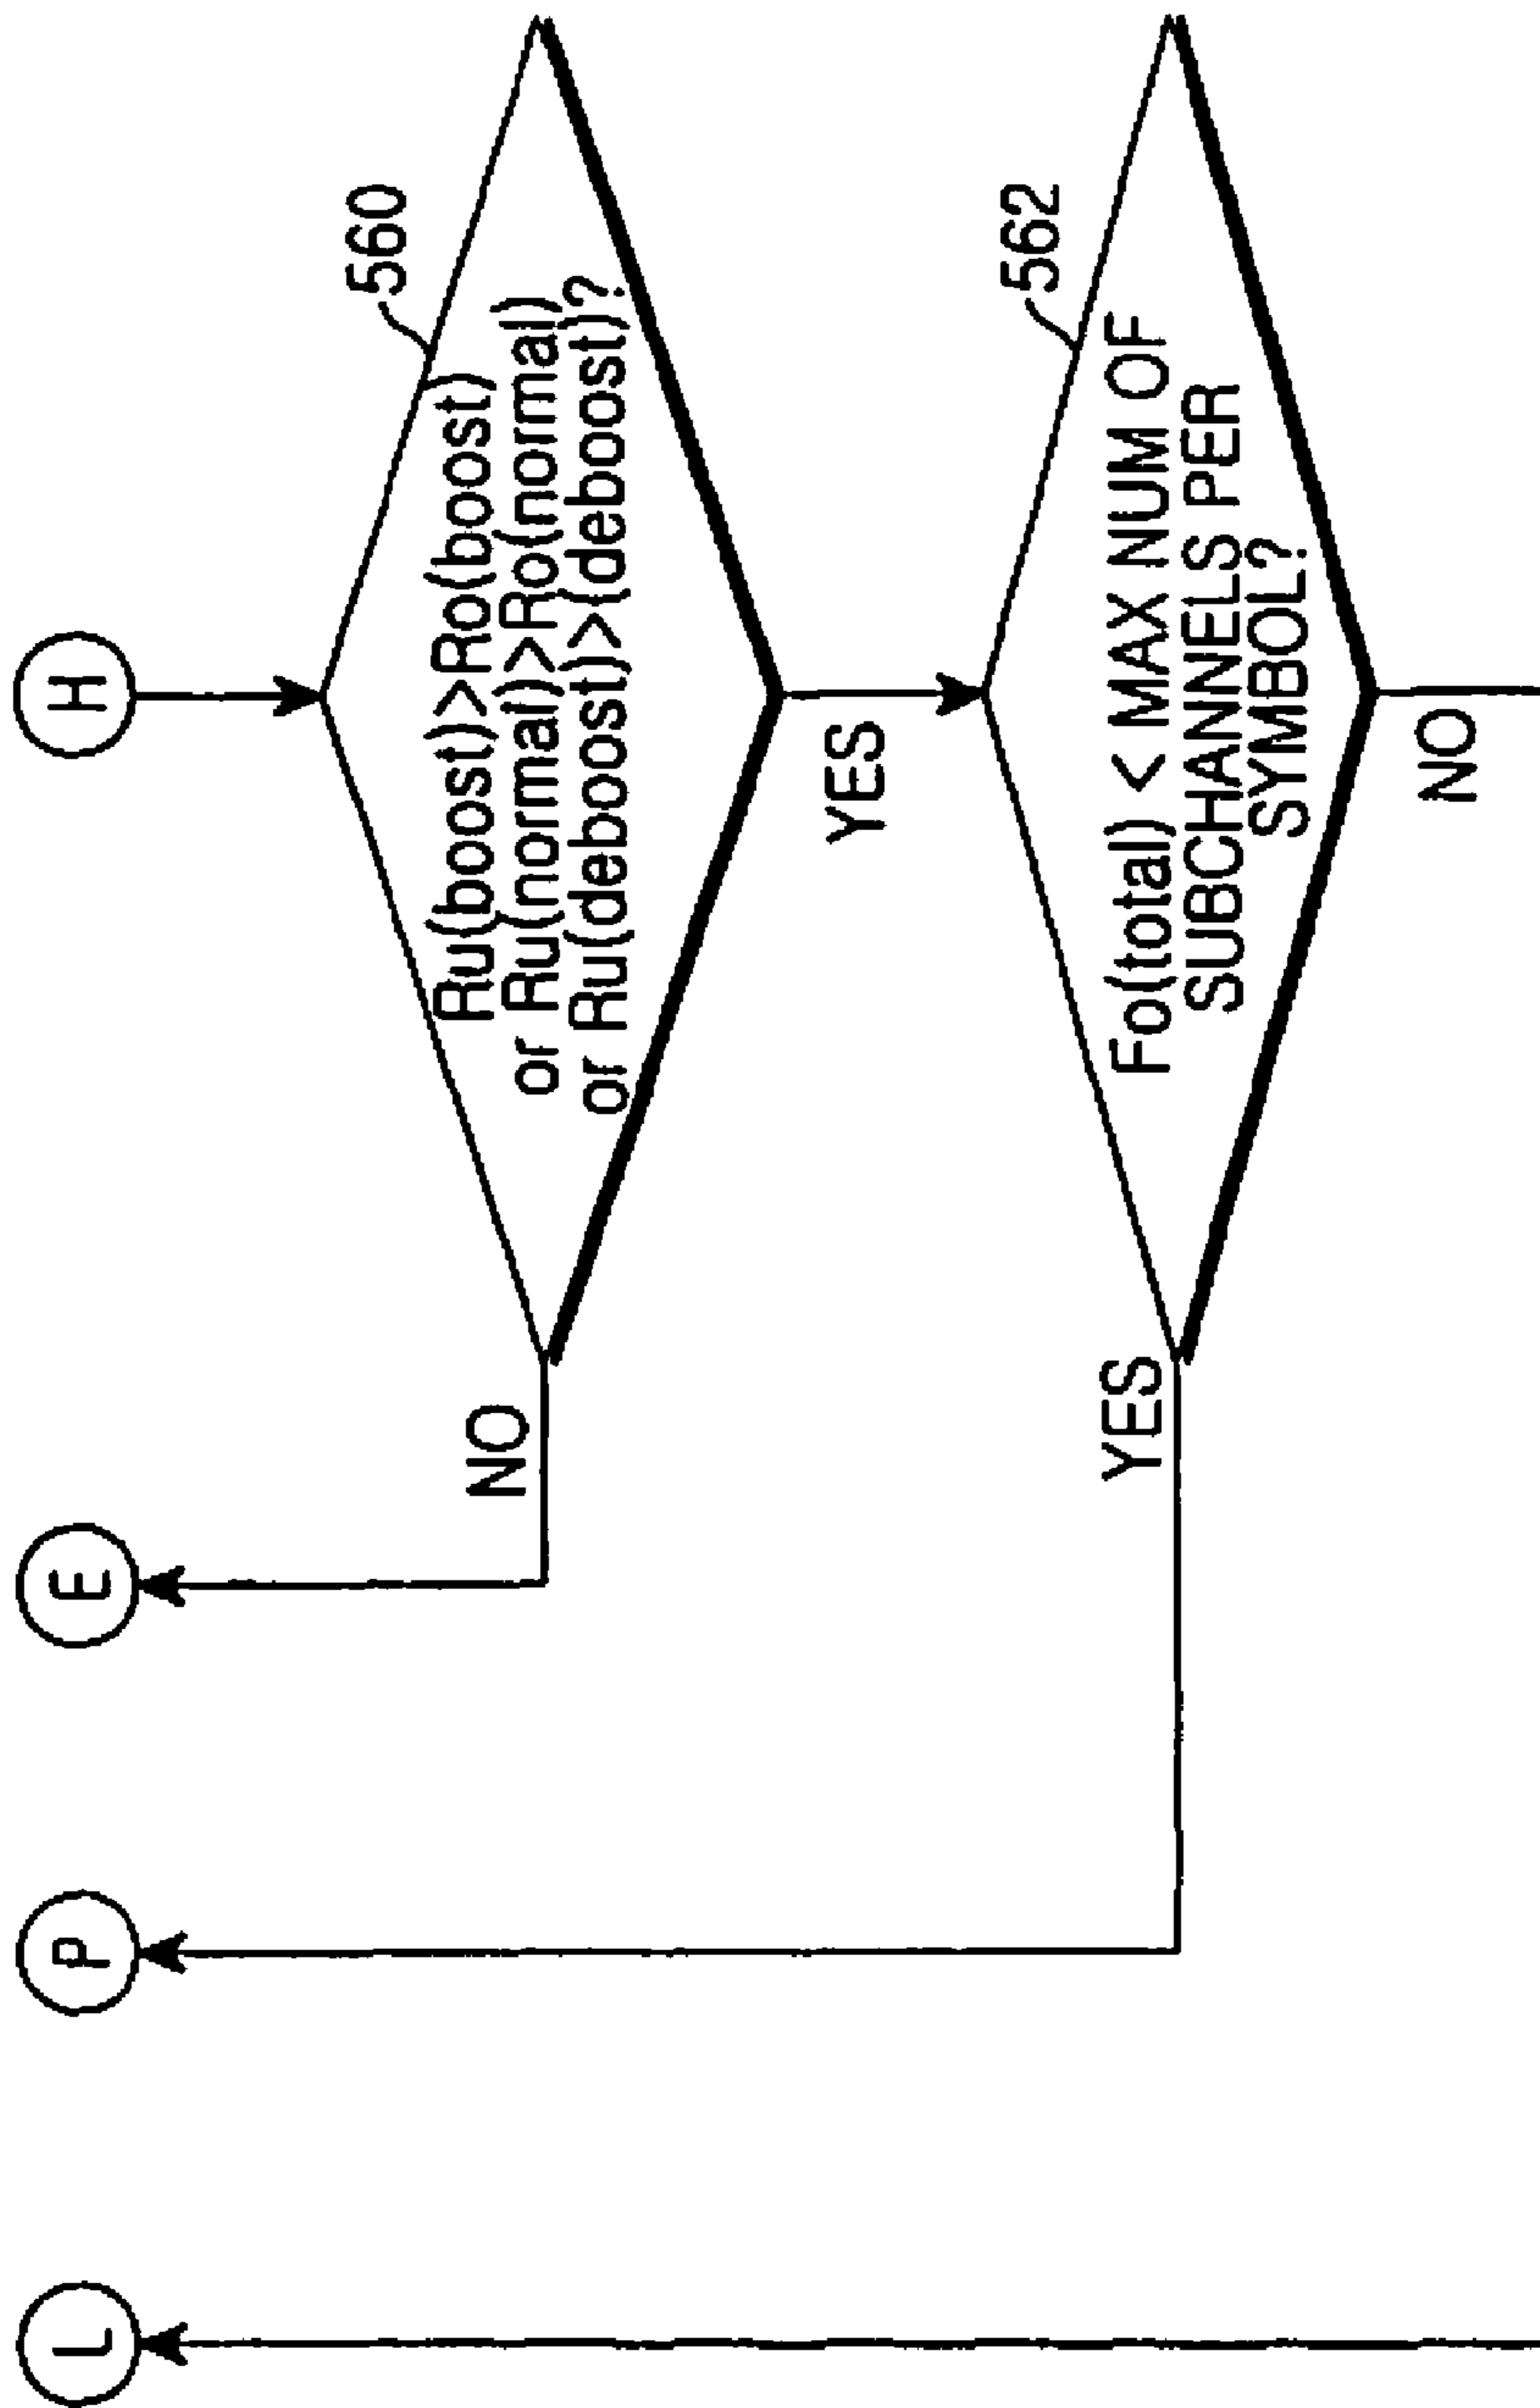 L
P
E
H
560
Ru(boost)>Ro(boost)
or Ru(normal)>Ro(normal)
or Ru(deboost)>(deboost)?
NO
YES
562
Fo(total) < MAX NUM OF
SUBCHANNELS PER
SYMBOL?
YES
NO